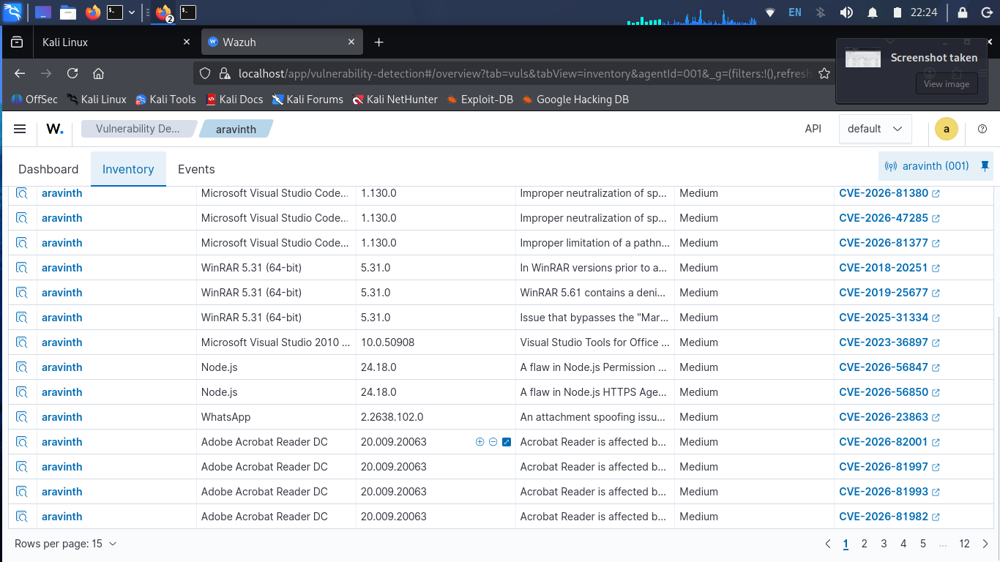 2
EN
22:24
Kali Linux
Wazuh
Screenshot taken
View image
localhost/app/vulnerability-detection#/overview?tab=vuls&tabView=inventory&agentId=001&_g=(filters:!(),refresh
OffSec Kali Linux Kali Tools Kali Docs Kali Forums Kali NetHunter Exploit-DB Google Hacking DB
W. Vulnerability De... aravinth API default a
Dashboard Inventory Events aravinth (001)
aravinth Microsoft Visual Studio Code... 1.130.0 Improper neutralization of sp... Medium CVE-2026-81380
aravinth Microsoft Visual Studio Code... 1.130.0 Improper neutralization of sp... Medium CVE-2026-47285
aravinth Microsoft Visual Studio Code... 1.130.0 Improper limitation of a pathn... Medium CVE-2026-81377
aravinth WinRAR 5.31 (64-bit) 5.31.0 In WinRAR versions prior to a... Medium CVE-2018-20251
aravinth WinRAR 5.31 (64-bit) 5.31.0 WinRAR 5.61 contains a deni... Medium CVE-2019-25677
aravinth WinRAR 5.31 (64-bit) 5.31.0 Issue that bypasses the "Mar... Medium CVE-2025-31334
aravinth Microsoft Visual Studio 2010 ... 10.0.50908 Visual Studio Tools for Office ... Medium CVE-2023-36897
aravinth Node.js 24.18.0 A flaw in Node.js Permission ... Medium CVE-2026-56847
aravinth Node.js 24.18.0 A flaw in Node.js HTTPS Age... Medium CVE-2026-56850
aravinth WhatsApp 2.2638.102.0 An attachment spoofing issu... Medium CVE-2026-23863
aravinth Adobe Acrobat Reader DC 20.009.20063 Acrobat Reader is affected b... Medium CVE-2026-82001
aravinth Adobe Acrobat Reader DC 20.009.20063 Acrobat Reader is affected b... Medium CVE-2026-81997
aravinth Adobe Acrobat Reader DC 20.009.20063 Acrobat Reader is affected b... Medium CVE-2026-81993
aravinth Adobe Acrobat Reader DC 20.009.20063 Acrobat Reader is affected b... Medium CVE-2026-81982
Rows per page: 15 1 2 3 4 5 ... 12